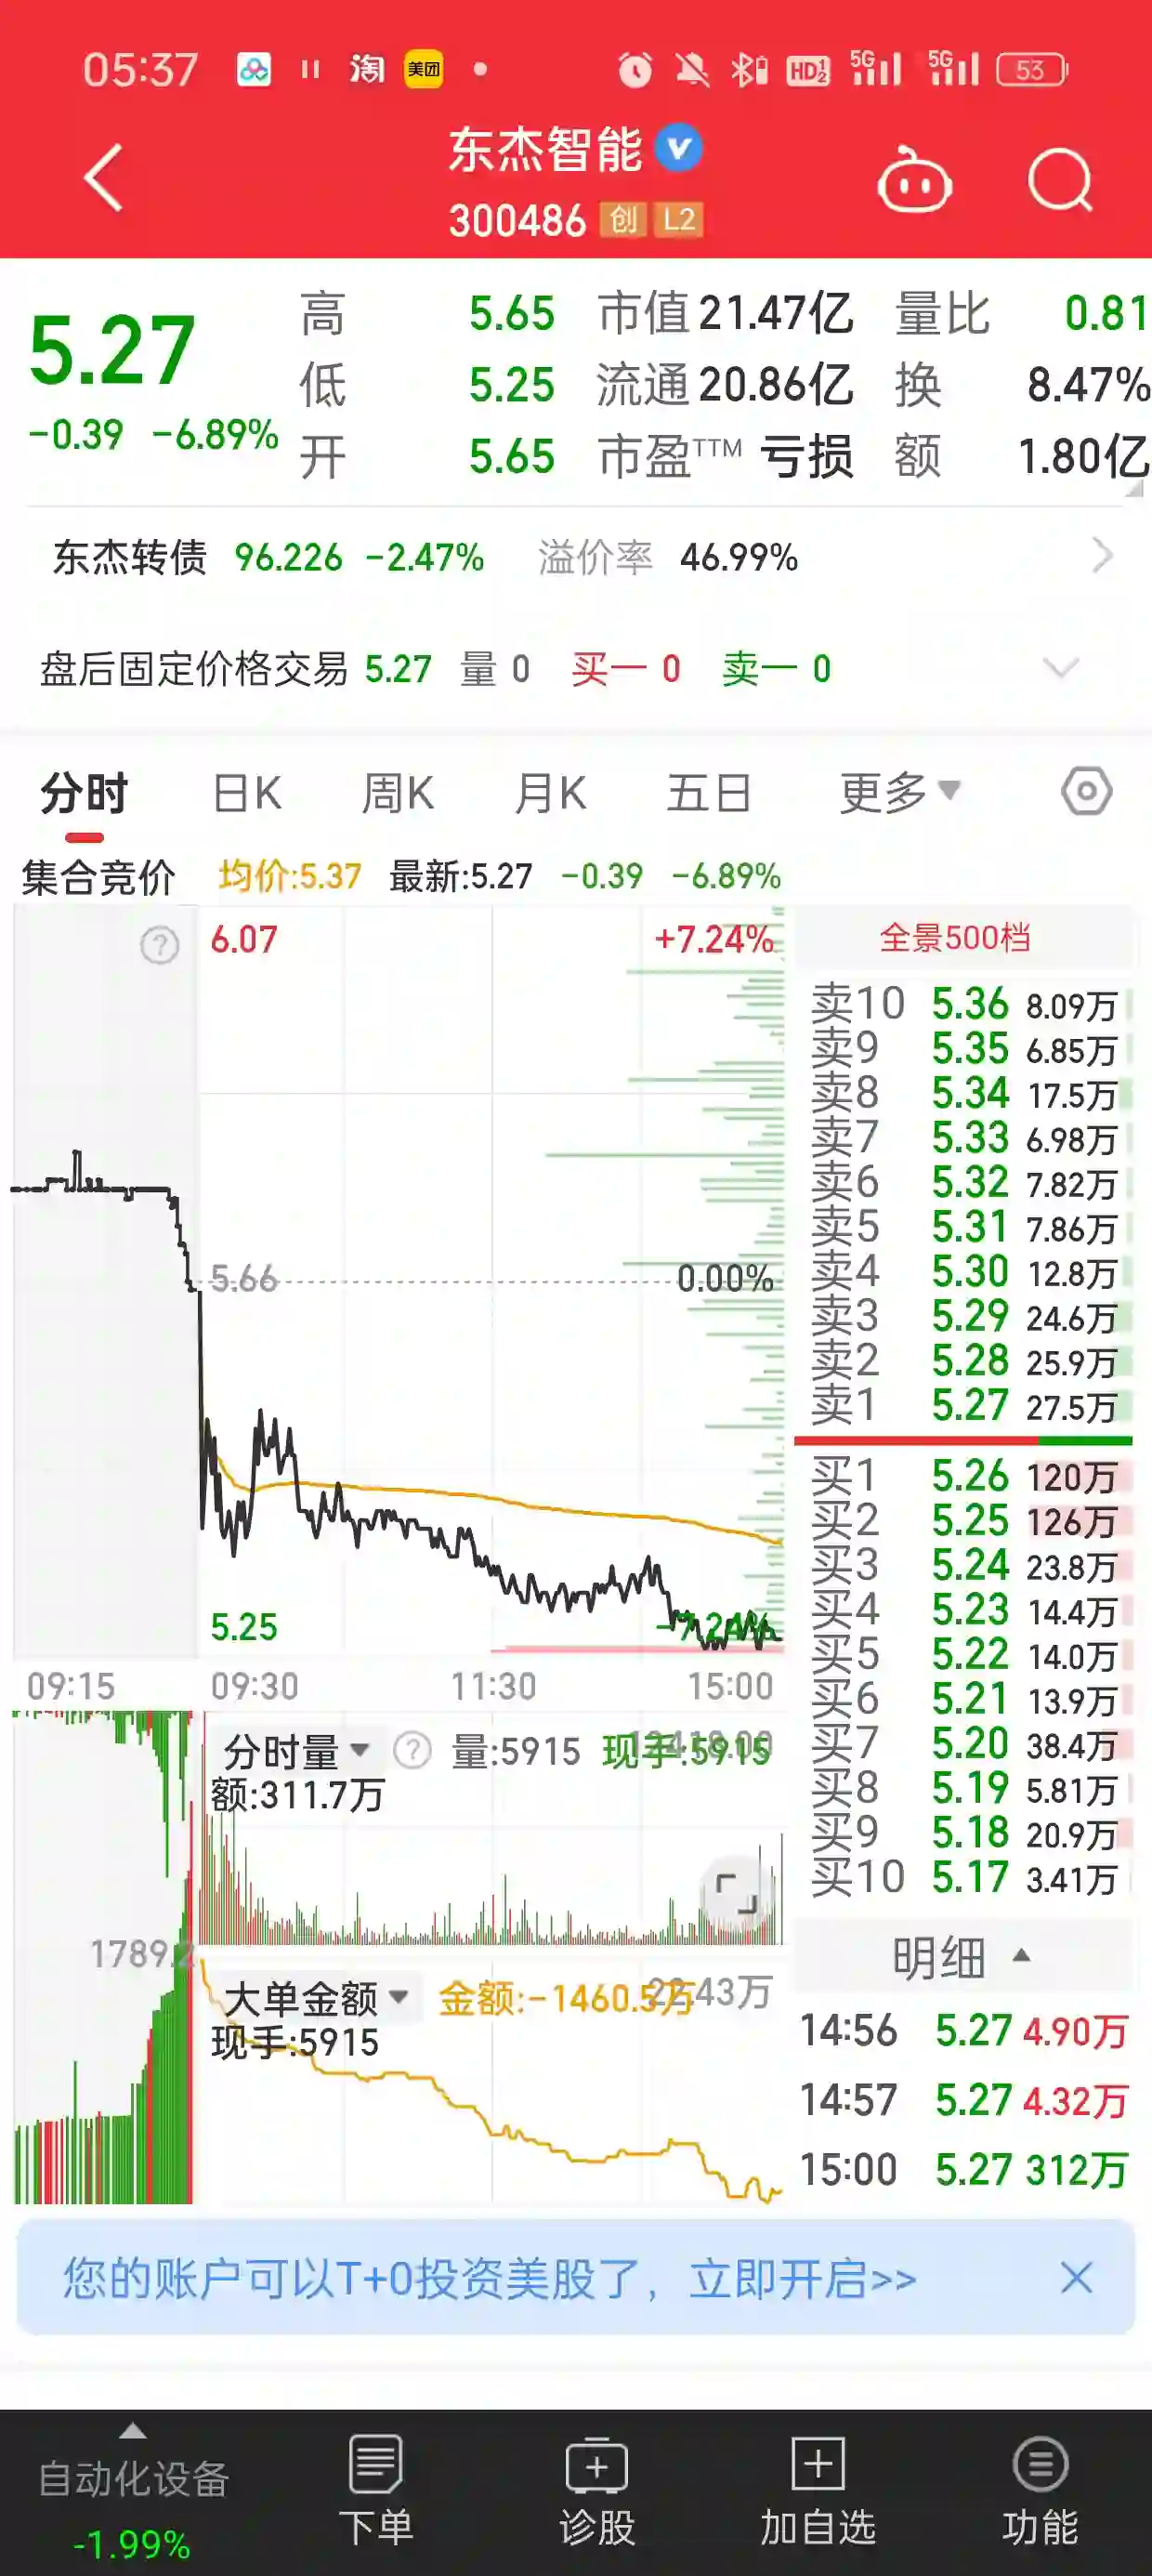 05:37 淘 美团 HD 1 2 5G 5G 53
东杰智能
300486 创 L2
5.27
-0.39 -6.89%
高 5.65 市值 21.47亿 量比 0.81
低 5.25 流通 20.86亿 换 8.47%
开 5.65 市盈TTM 亏损 额 1.80亿
东杰转债 96.226 -2.47% 溢价率 46.99%
盘后固定价格交易 5.27 量 0 买一 0 卖一 0
分时 日K 周K 月K 五日 更多
集合竞价 均价:5.37 最新:5.27 -0.39 -6.89%
6.07 +7.24%
5.66 0.00%
5.25 -7.24%
09:15 09:30 11:30 15:00
全景500档
卖10 5.36 8.09万
卖9 5.35 6.85万
卖8 5.34 17.5万
卖7 5.33 6.98万
卖6 5.32 7.82万
卖5 5.31 7.86万
卖4 5.30 12.8万
卖3 5.29 24.6万
卖2 5.28 25.9万
卖1 5.27 27.5万
买1 5.26 120万
买2 5.25 126万
买3 5.24 23.8万
买4 5.23 14.4万
买5 5.22 14.0万
买6 5.21 13.9万
买7 5.20 38.4万
买8 5.19 5.81万
买9 5.18 20.9万
买10 5.17 3.41万
分时量 ? 量:5915 现手:5915
额:311.7万
1789.2
大单金额 金额:-1460.5万
现手:5915
明细
14:56 5.27 4.90万
14:57 5.27 4.32万
15:00 5.27 312万
您的账户可以T+0投资美股了，立即开启>>
自动化设备
-1.99%
下单 诊股 加自选 功能